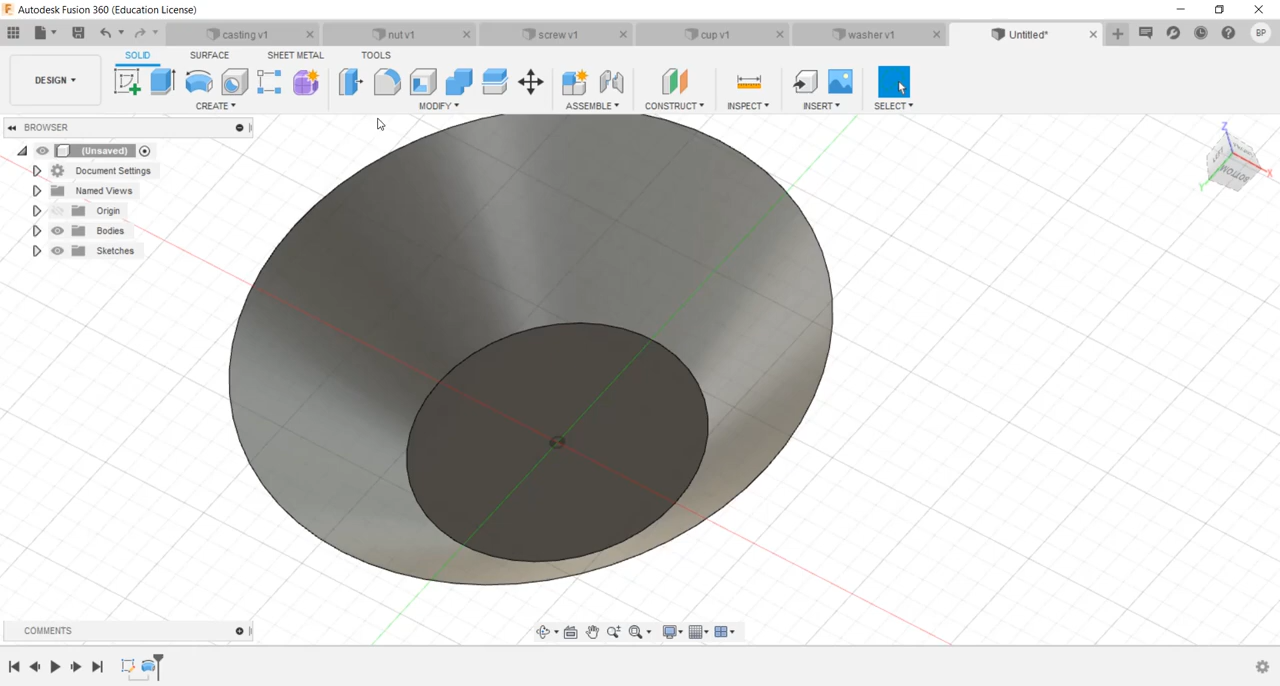 Autodesk Fusion 360 (Education License)
casting v1
nut v1
screw v1
cup v1
washer v1
Untitled*
BP
SOLID
SURFACE
SHEET METAL
TOOLS
DESIGN
CREATE
MODIFY
ASSEMBLE
CONSTRUCT
INSPECT
INSERT
SELECT
BROWSER
(Unsaved)
Document Settings
Named Views
Origin
Bodies
Sketches
Z
X
Y
LEFT
BOTTOM
COMMENTS